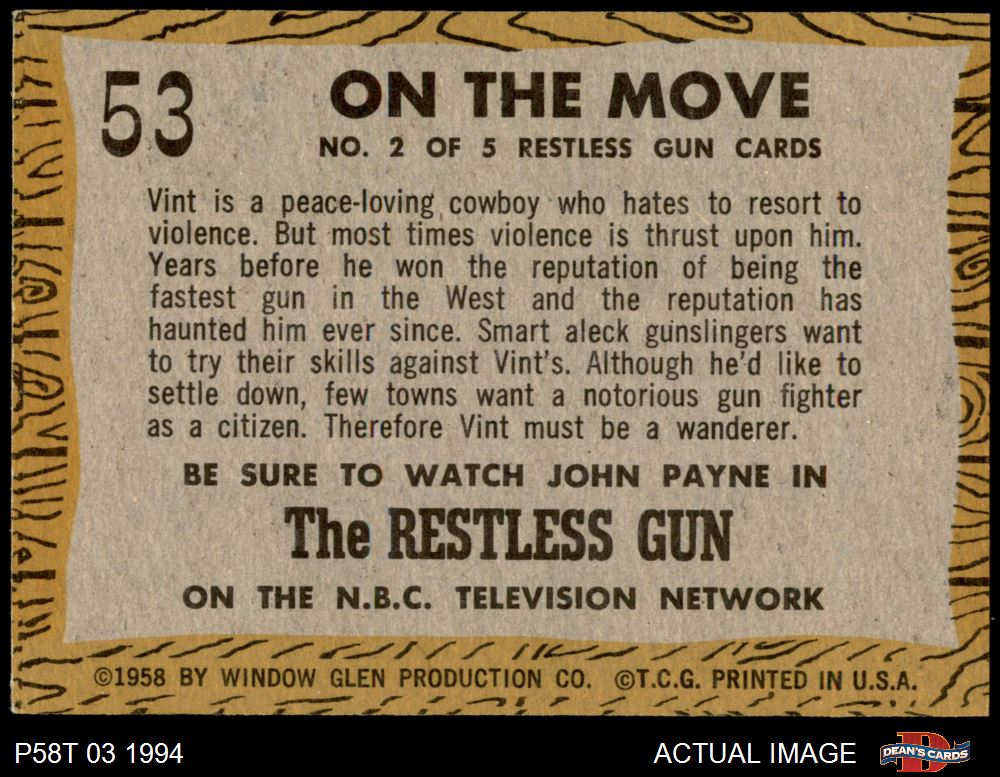 53
ON THE MOVE
NO. 2 OF 5 RESTLESS GUN CARDS
Vint is a peace-loving cowboy who hates to resort to
violence. But most times violence is thrust upon him.
Years before he won the reputation of being the
fastest gun in the West and the reputation has
haunted him ever since. Smart aleck gunslingers want
to try their skills against Vint's. Although he'd like to
settle down, few towns want a notorious gun fighter
as a citizen. Therefore Vint must be a wanderer.
BE SURE TO WATCH JOHN PAYNE IN
The RESTLESS GUN
ON THE N.B.C. TELEVISION NETWORK
©1958 BY WINDOW GLEN PRODUCTION CO. ©T.C.G. PRINTED IN U.S.A.
P58T 03 1994
ACTUAL IMAGE
DEAN'S CARDS